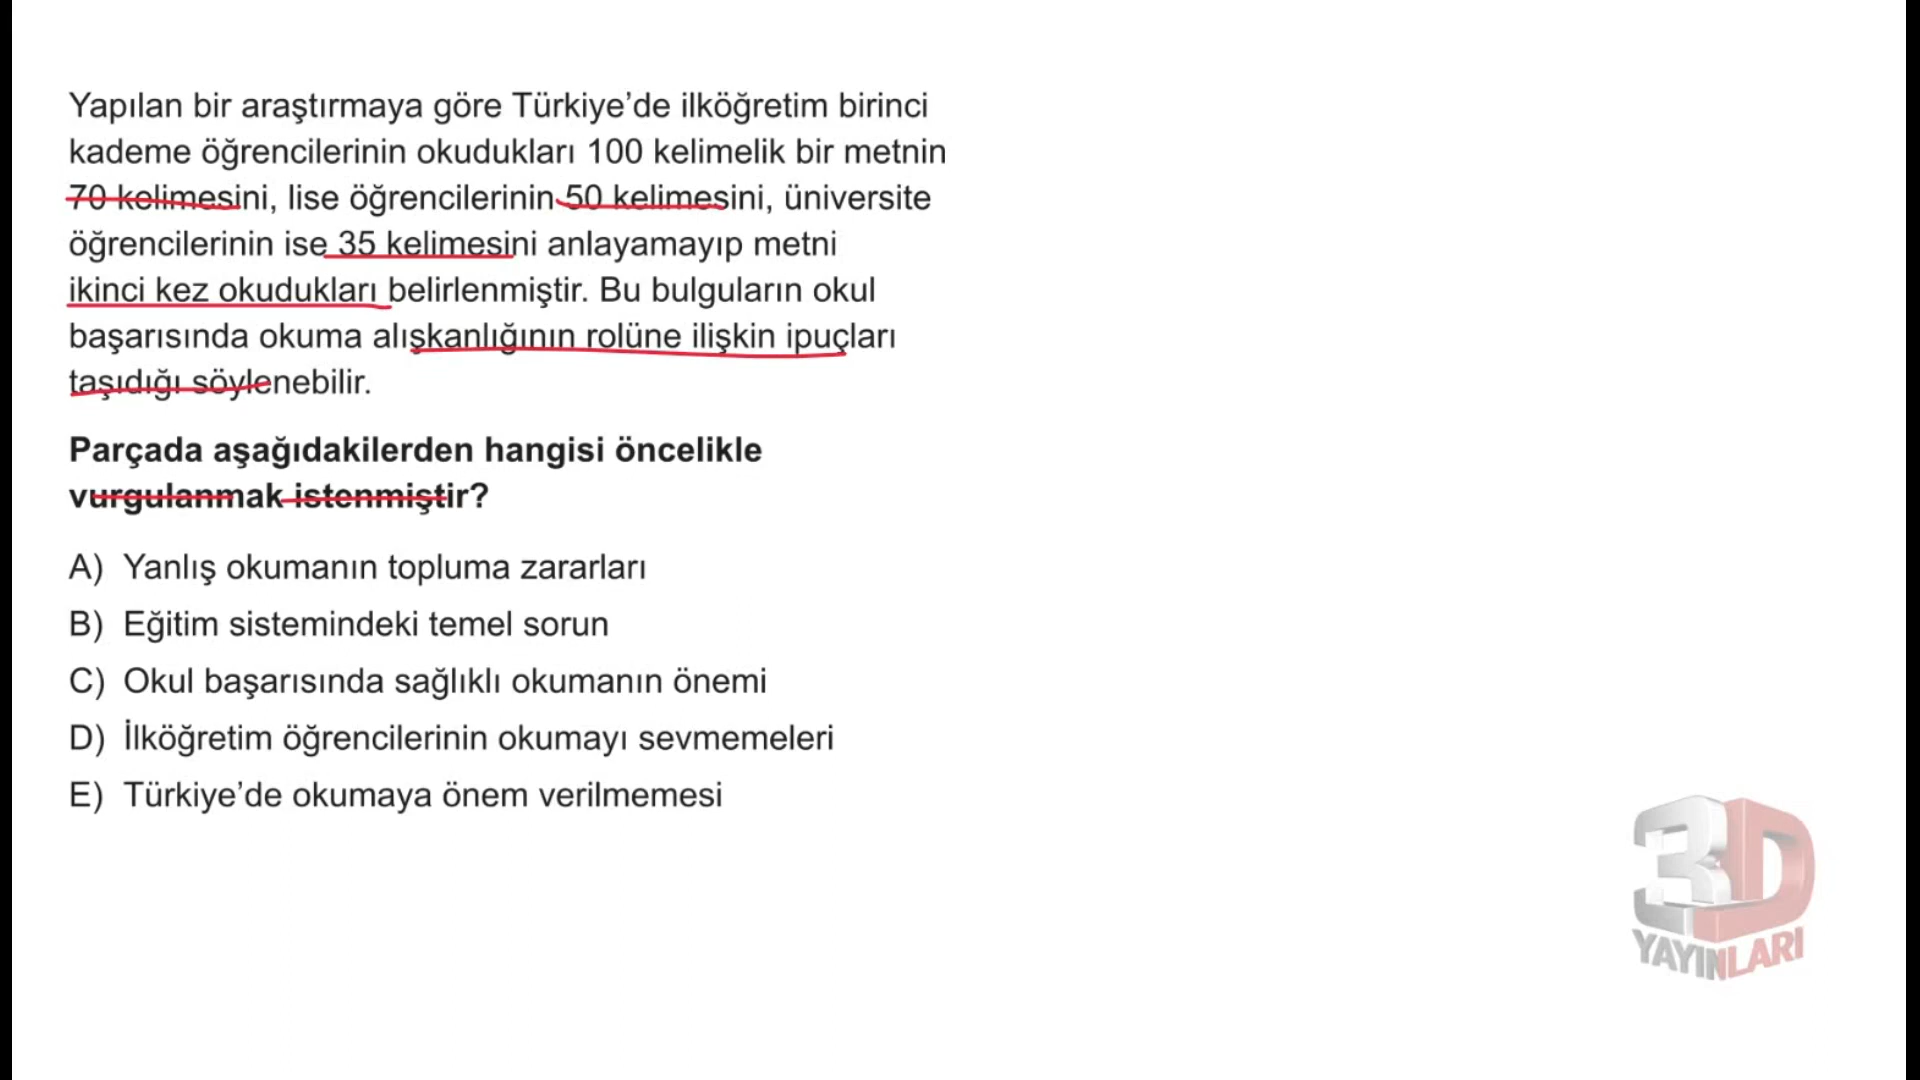 Yapılan bir araştırmaya göre Türkiye’de ilköğretim birinci
kademe öğrencilerinin okudukları 100 kelimelik bir metnin
70 kelimesini, lise öğrencilerinin 50 kelimesini, üniversite
öğrencilerinin ise 35 kelimesini anlayamayıp metni
ikinci kez okudukları belirlenmiştir. Bu bulguların okul
başarısında okuma alışkanlığının rolüne ilişkin ipuçları
taşıdığı söylenebilir.
Parçada aşağıdakilerden hangisi öncelikle
vurgulanmak istenmiştir?
A) Yanlış okumanın topluma zararları
B) Eğitim sistemindeki temel sorun
C) Okul başarısında sağlıklı okumanın önemi
D) İlköğretim öğrencilerinin okumayı sevmemeleri
E) Türkiye’de okumaya önem verilmemesi
3D
YAYINLARI